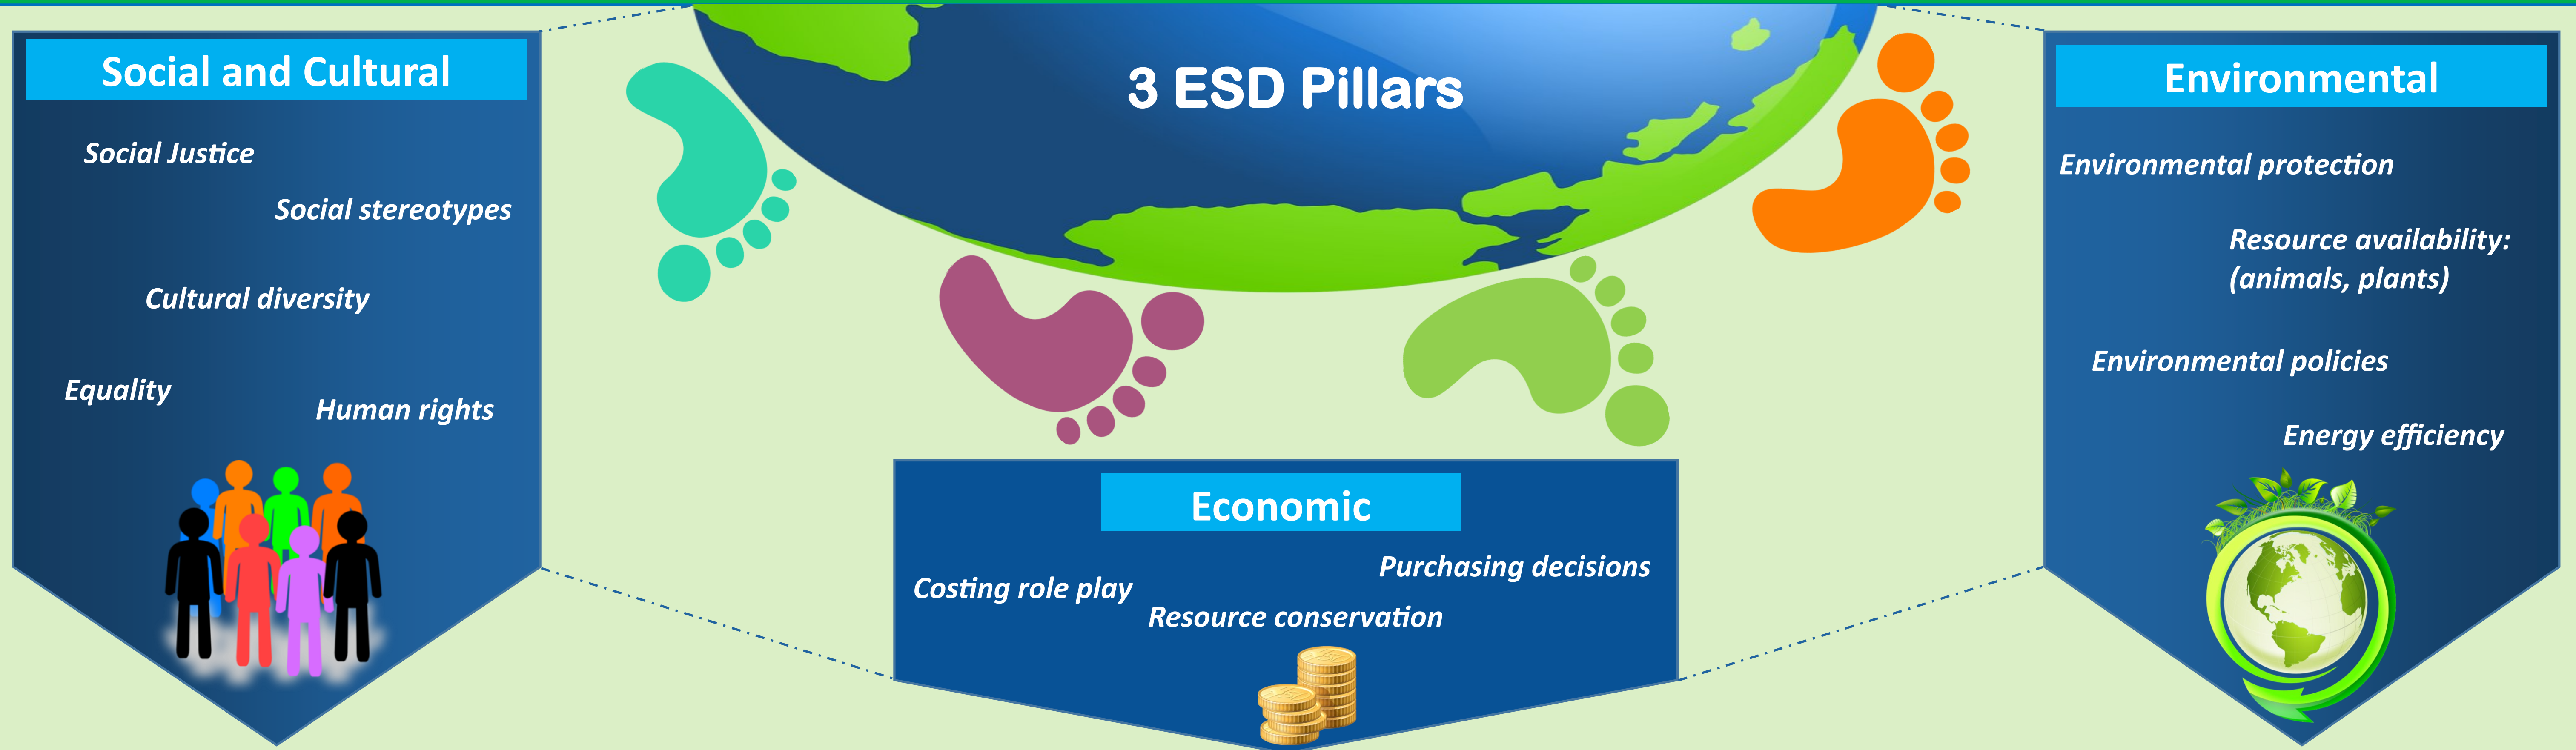 3 ESD Pillars
Social and Cultural
Social Justice
Social stereotypes
Cultural diversity
Equality
Human rights
Economic
Purchasing decisions
Costing role play
Resource conservation
Environmental
Environmental protection
Resource availability:
(animals, plants)
Environmental policies
Energy efficiency